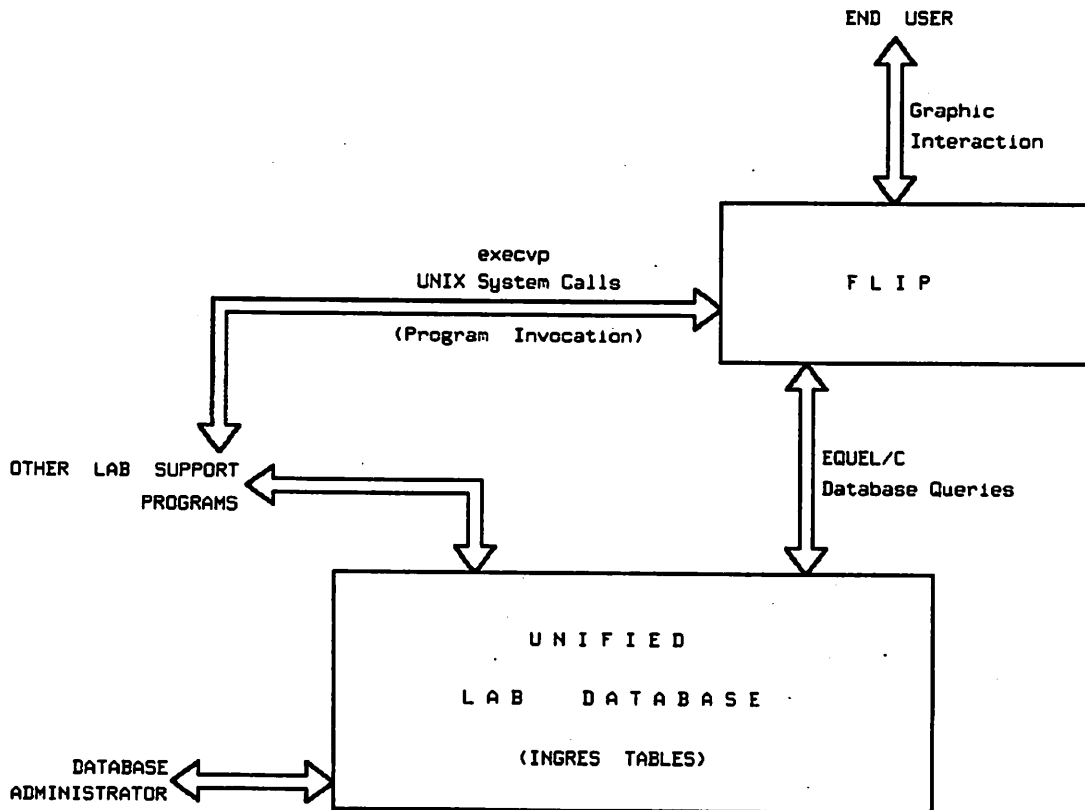 END USER
Graphic
Interaction
F L I P
execvp
UNIX System Calls
(Program Invocation)
OTHER LAB SUPPORT
PROGRAMS
EQUEL/C
Database Queries
U N I F I E D
L A B D A T A B A S E
(INGRES TABLES)
DATABASE
ADMINISTRATOR